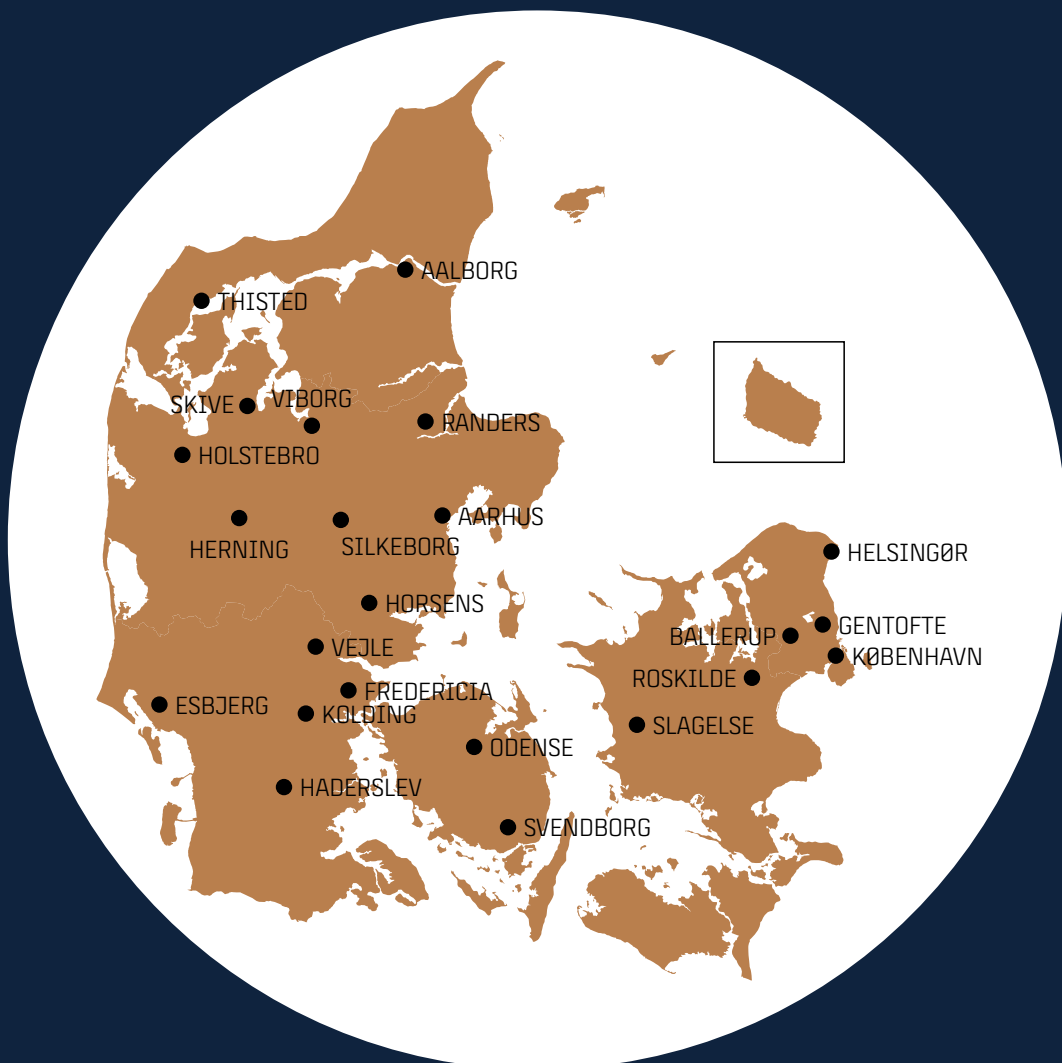 AALBORG
THISTED
VIBORG
SKIVE
RANDERS
HOLSTEBRO
AARHUS
HERNING
SILKEBORG
HELSINGØR
HORSENS
GENTOFTE
BALLERUP
VEJLE
KØBENHAVN
ROSKILDE
FREDERICIA
ESBJERG
KOLDING
SLAGELSE
ODENSE
HADERSLEV
SVENDBORG